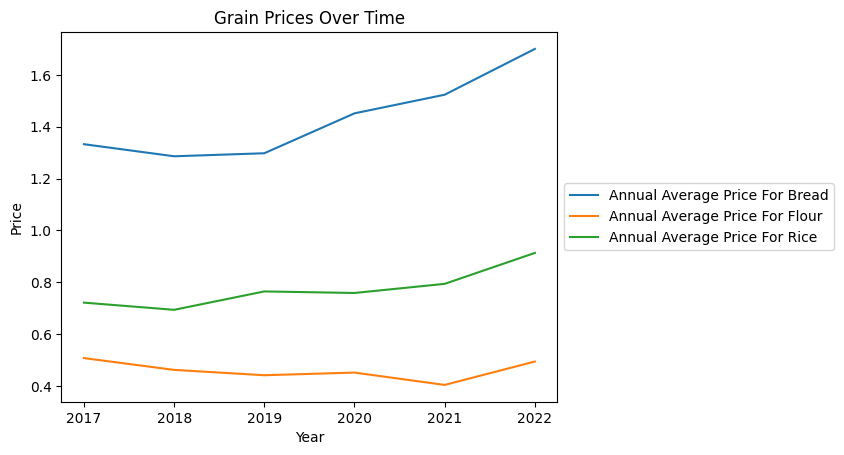 Grain Prices Over Time
1.6
1.4
1.2
1.0
0.8
0.6
0.4
Price
2017 2018 2019 2020 2021 2022
Year
Annual Average Price For Bread
Annual Average Price For Flour
Annual Average Price For Rice